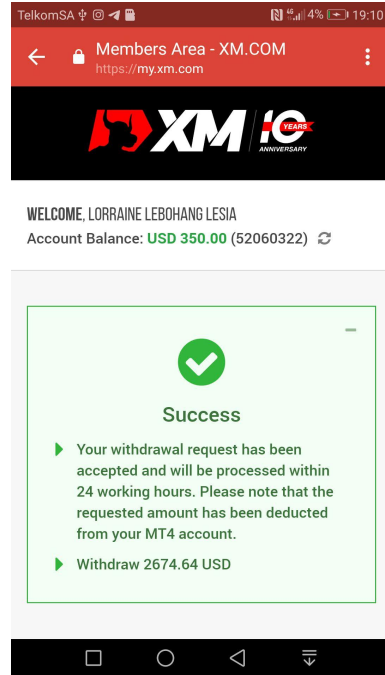 TelkomSA 4G 4% 19:10
Members Area - XM.COM
https://my.xm.com
XM 10 YEARS
ANNIVERSARY
WELCOME, LORRAINE LEBOHANG LESIA
Account Balance: USD 350.00 (52060322)
Success
Your withdrawal request has been
accepted and will be processed within
24 working hours. Please note that the
requested amount has been deducted
from your MT4 account.
Withdraw 2674.64 USD